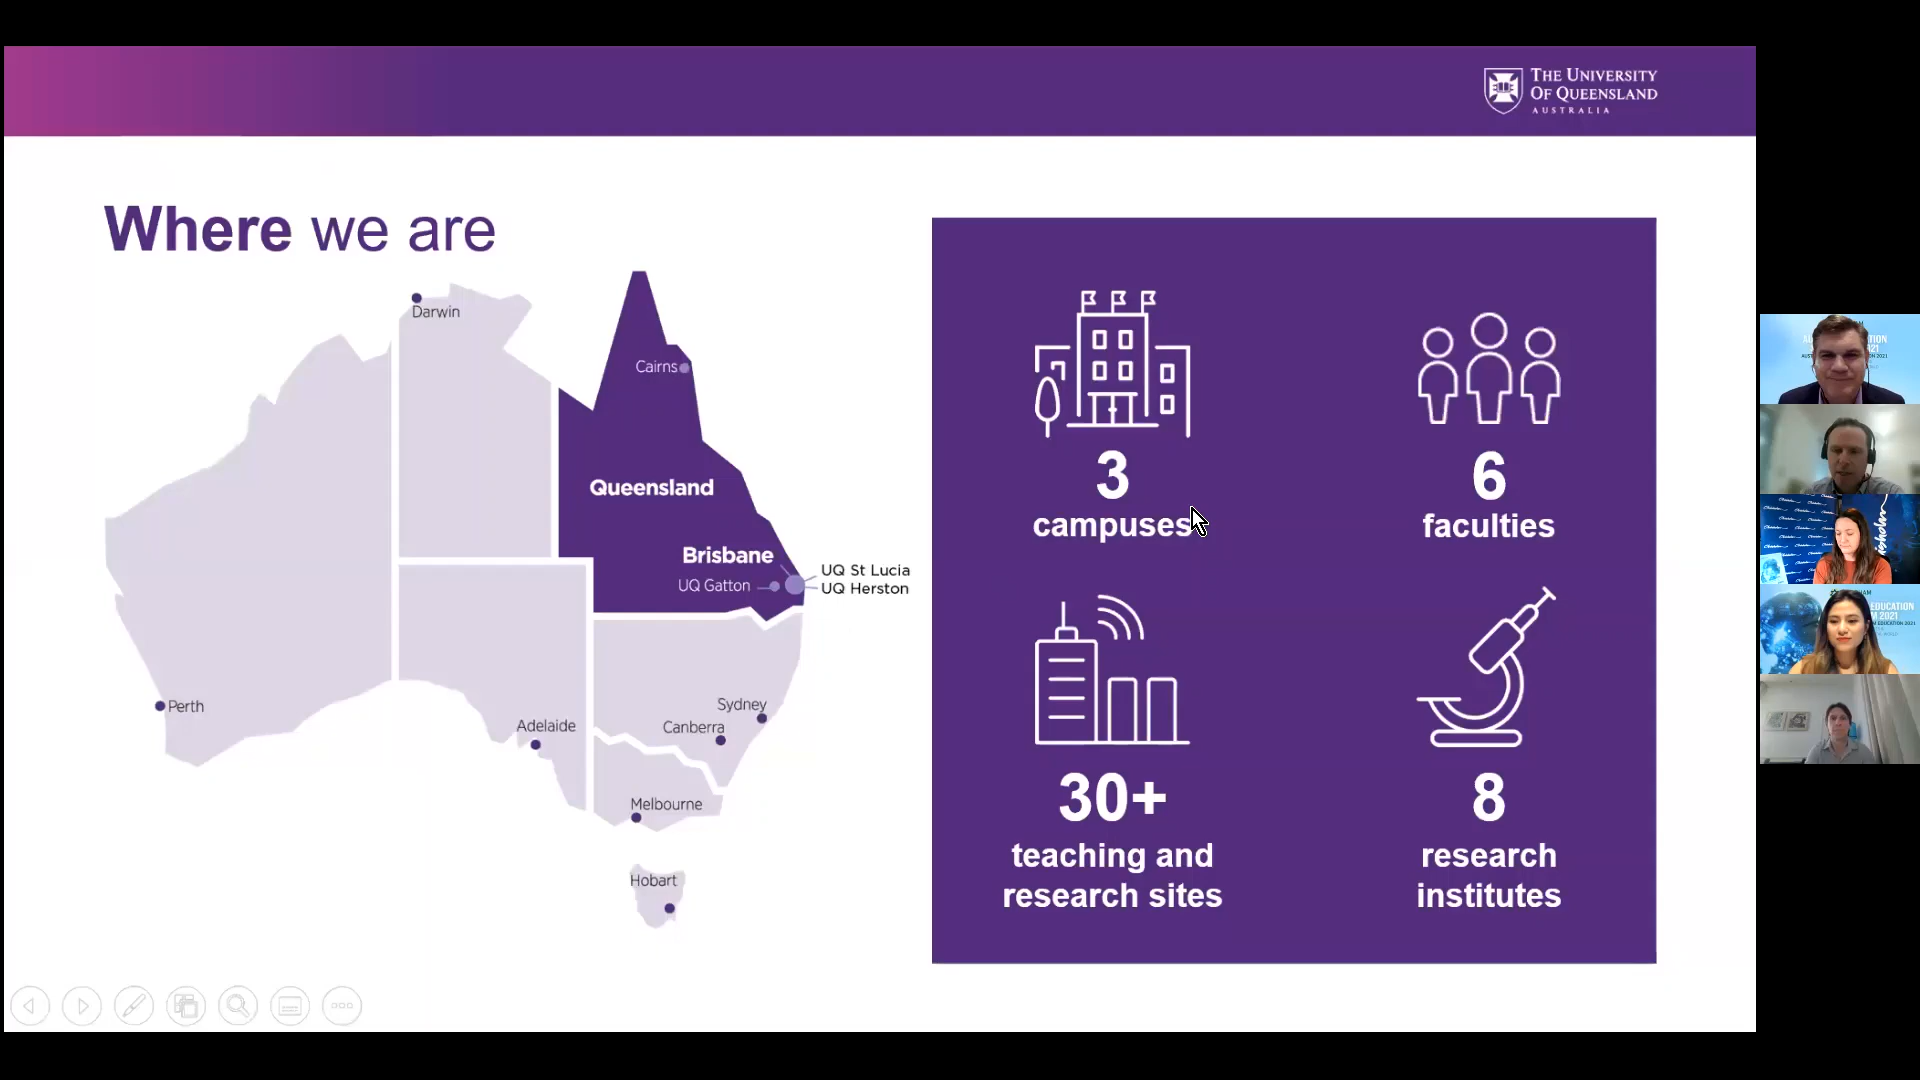 THE UNIVERSITY
OF QUEENSLAND
AUSTRALIA
Where we are
Darwin
Cairns
Queensland
Brisbane
UQ Gatton
UQ St Lucia
UQ Herston
Perth
Adelaide
Sydney
Canberra
Melbourne
Hobart
3
campuses
6
faculties
30+
teaching and
research sites
8
research
institutes
EDUCATION